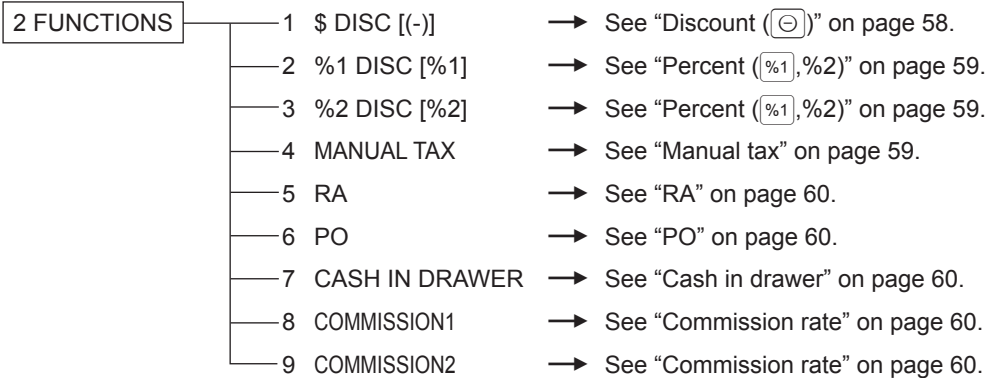 2 FUNCTIONS 1 $ DISC [(-)] → See “Discount (⊖)” on page 58.
2 %1 DISC [%1] → See “Percent (%1,%2)” on page 59.
3 %2 DISC [%2] → See “Percent (%1,%2)” on page 59.
4 MANUAL TAX → See “Manual tax” on page 59.
5 RA → See “RA” on page 60.
6 PO → See “PO” on page 60.
7 CASH IN DRAWER → See “Cash in drawer” on page 60.
8 COMMISSION1 → See “Commission rate” on page 60.
9 COMMISSION2 → See “Commission rate” on page 60.